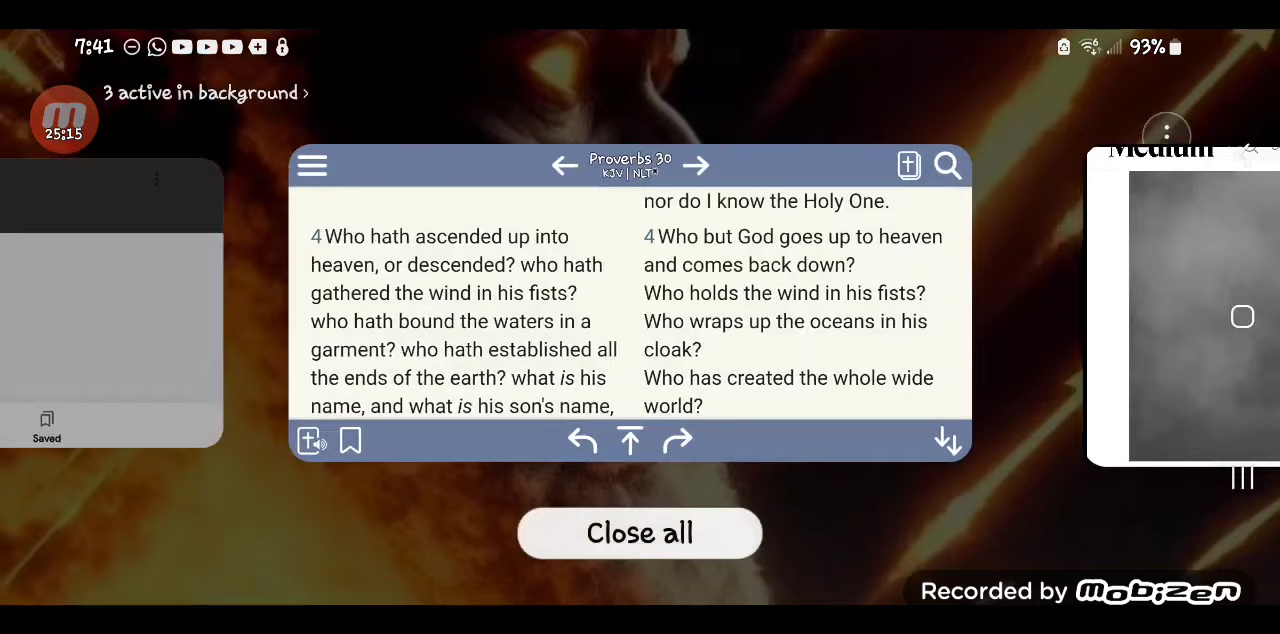 7:41
93%
3 active in background >
25:15
Proverbs 30
KJV | NLT
nor do I know the Holy One.
4 Who hath ascended up into
heaven, or descended? who hath
gathered the wind in his fists?
who hath bound the waters in a
garment? who hath established all
the ends of the earth? what is his
name, and what is his son's name,
4 Who but God goes up to heaven
and comes back down?
Who holds the wind in his fists?
Who wraps up the oceans in his
cloak?
Who has created the whole wide
world?
Medium
Saved
Close all
Recorded by mobizen